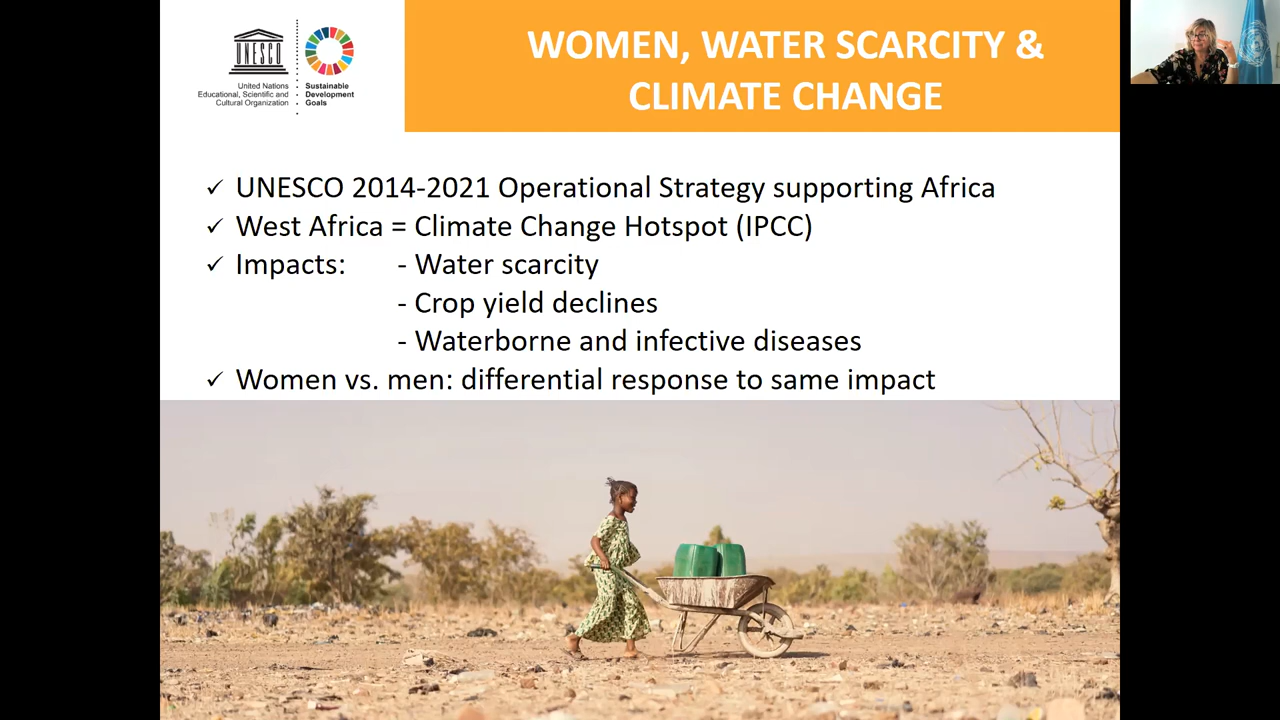 UNESCO
United Nations
Educational, Scientific and
Cultural Organization
Sustainable
Development
Goals
WOMEN, WATER SCARCITY &
CLIMATE CHANGE
✓ UNESCO 2014-2021 Operational Strategy supporting Africa
✓ West Africa = Climate Change Hotspot (IPCC)
✓ Impacts: - Water scarcity
- Crop yield declines
- Waterborne and infective diseases
✓ Women vs. men: differential response to same impact